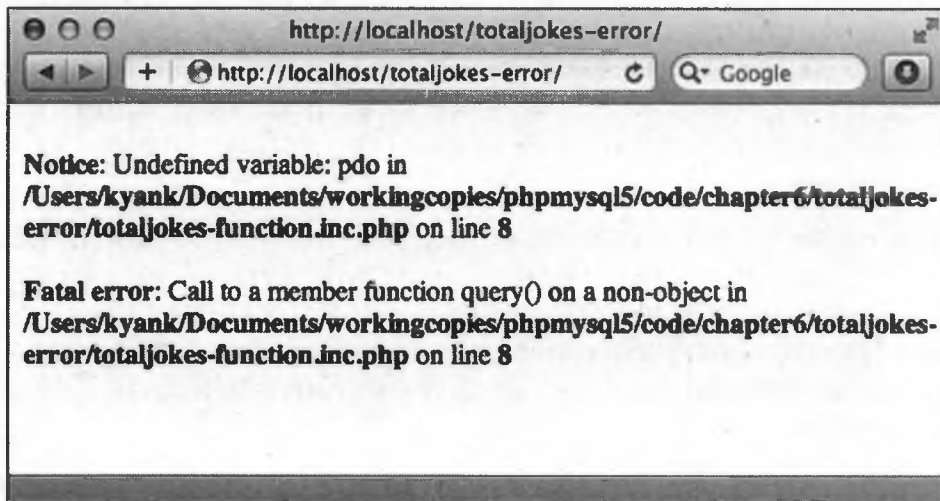 http://localhost/totaljokes-error/
+ http://localhost/totaljokes-error/ Google
Notice: Undefined variable: pdo in
/Users/kyank/Documents/workingcopies/phpmysql5/code/chapter6/totaljokes-
error/totaljokes-function.inc.php on line 8
Fatal error: Call to a member function query() on a non-object in
/Users/kyank/Documents/workingcopies/phpmysql5/code/chapter6/totaljokes-
error/totaljokes-function.inc.php on line 8